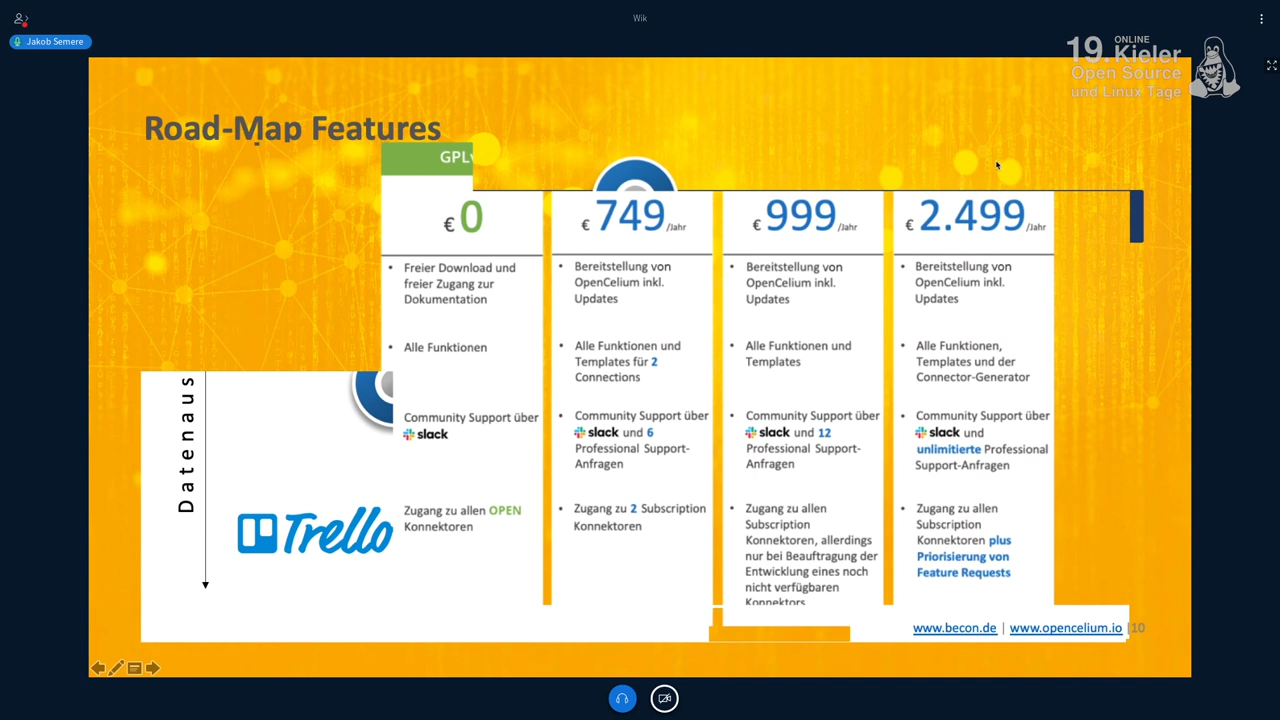 Wik
Jakob Semere
19. ONLINE
Kieler
Open Source
und Linux Tage
Road-Map Features
€ 0
€ 749 /Jahr
€ 999 /Jahr
€ 2.499 /Jahr
• Freier Download und
freier Zugang zur
Dokumentation
• Alle Funktionen
Community Support über
slack
Zugang zu allen OPEN
Konnektoren
• Bereitstellung von
OpenCelium inkl.
Updates
• Alle Funktionen und
Templates für 2
Connections
• Community Support über
slack und 6
Professional Support-
Anfragen
• Zugang zu 2 Subscription
Konnektoren
• Bereitstellung von
OpenCelium inkl.
Updates
• Alle Funktionen und
Templates
• Community Support über
slack und 12
Professional Support-
Anfragen
• Zugang zu allen
Subscription
Konnektoren, allerdings
nur bei Beauftragung der
Entwicklung eines noch
nicht verfügbaren
Konnektors
• Bereitstellung von
OpenCelium inkl.
Updates
• Alle Funktionen,
Templates und der
Connector-Generator
• Community Support über
slack und
unlimitierte Professional
Support-Anfragen
• Zugang zu allen
Subscription
Konnektoren plus
Priorisierung von
Feature Requests
Datenaus
Trello
www.becon.de | www.opencelium.io |10